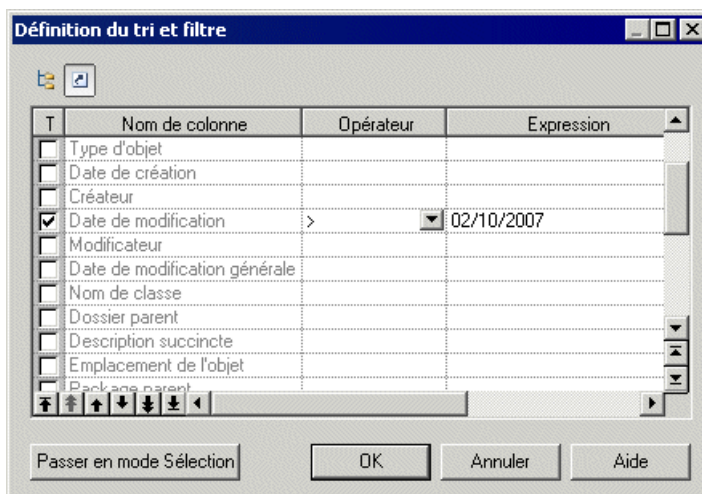 Définition du tri et filtre
T Nom de colonne Opérateur Expression
Type d'objet
Date de création
Créateur
Date de modification > 02/10/2007
Modificateur
Date de modification générale
Nom de classe
Dossier parent
Description succincte
Emplacement de l'objet
Package parent
Passer en mode Sélection OK Annuler Aide